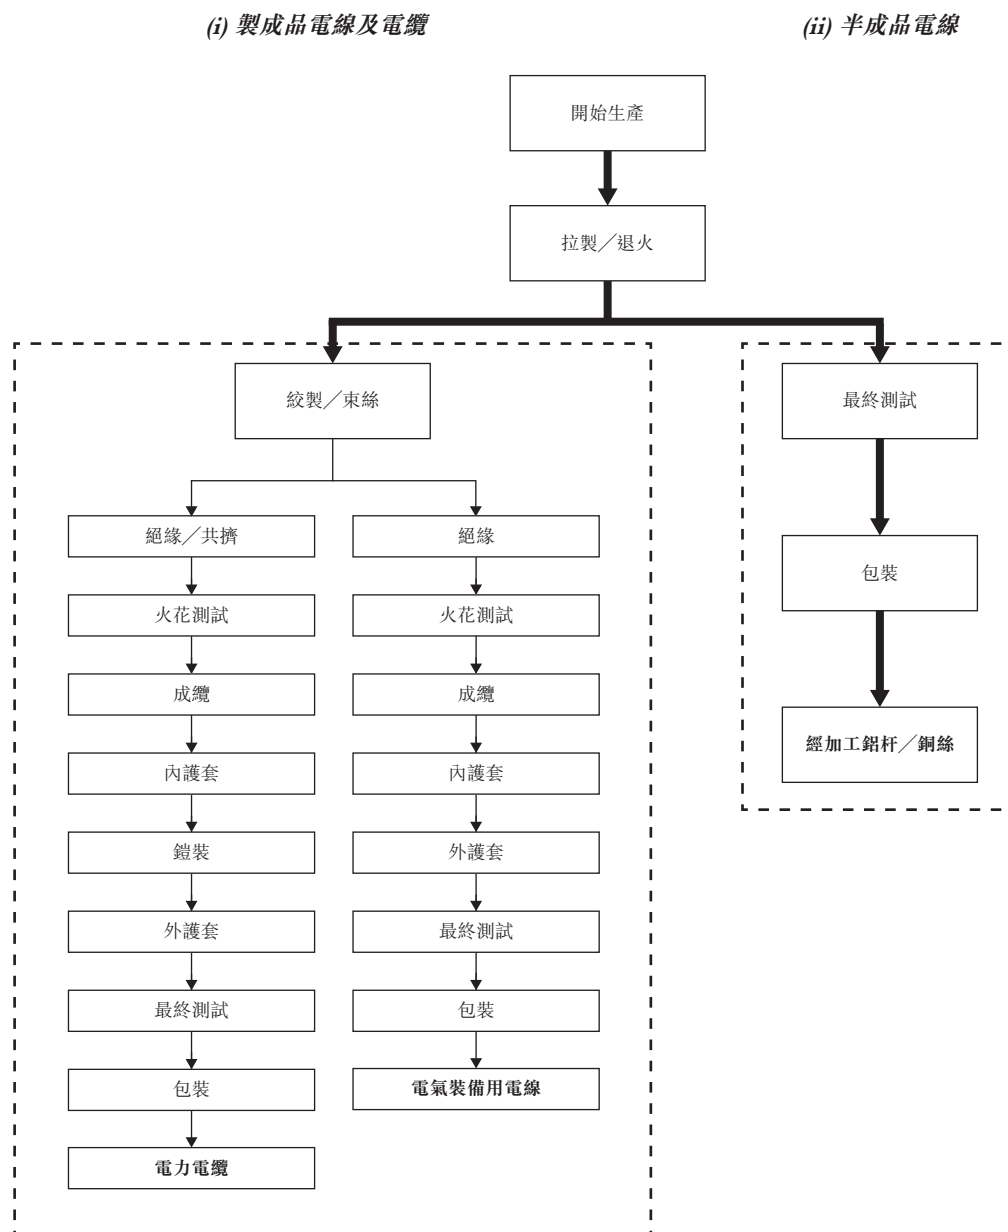 (i) 製成品電線及電纜
(ii) 半成品電線
開始生產
拉製／退火
絞製／束絲
最終測試
絕緣／共擠
絕緣
火花測試
火花測試
成纜
成纜
內護套
內護套
鎧裝
外護套
外護套
最終測試
最終測試
包裝
包裝
電氣裝備用電線
電力電纜
包裝
經加工鋁杆／銅絲